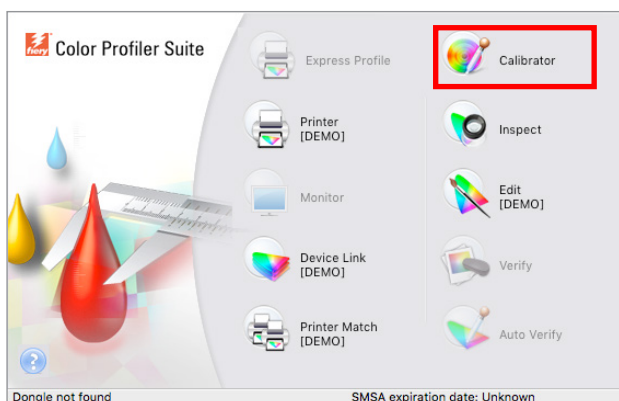 fiery Color Profiler Suite
Express Profile
Calibrator
Printer
[DEMO]
Inspect
Monitor
Edit
[DEMO]
Device Link
[DEMO]
Verify
Printer Match
[DEMO]
Auto Verify
?
Dongle not found
SMSA expiration date: Unknown